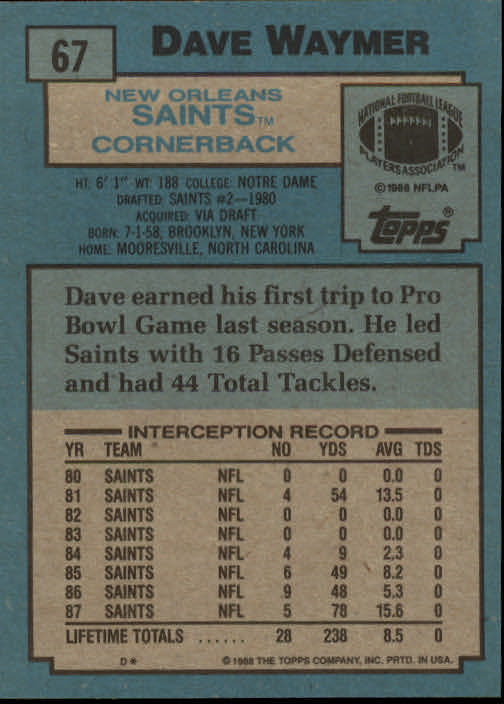 67
DAVE WAYMER
NEW ORLEANS
SAINTS™
CORNERBACK
NATIONAL FOOTBALL LEAGUE
PLAYERS ASSOCIATION™
©1988 NFLPA
Topps®
HT: 6' 1" WT: 188 COLLEGE: NOTRE DAME
DRAFTED: SAINTS #2—1980
ACQUIRED: VIA DRAFT
BORN: 7-1-58, BROOKLYN, NEW YORK
HOME: MOORESVILLE, NORTH CAROLINA
Dave earned his first trip to Pro
Bowl Game last season. He led
Saints with 16 Passes Defensed
and had 44 Total Tackles.
INTERCEPTION RECORD
YR TEAM NO YDS AVG TDS
80 SAINTS NFL 0 0 0.0 0
81 SAINTS NFL 4 54 13.5 0
82 SAINTS NFL 0 0 0.0 0
83 SAINTS NFL 0 0 0.0 0
84 SAINTS NFL 4 9 2.3 0
85 SAINTS NFL 6 49 8.2 0
86 SAINTS NFL 9 48 5.3 0
87 SAINTS NFL 5 78 15.6 0
LIFETIME TOTALS ...... 28 238 8.5 0
D* ©1988 THE TOPPS COMPANY, INC. PRTD. IN USA.